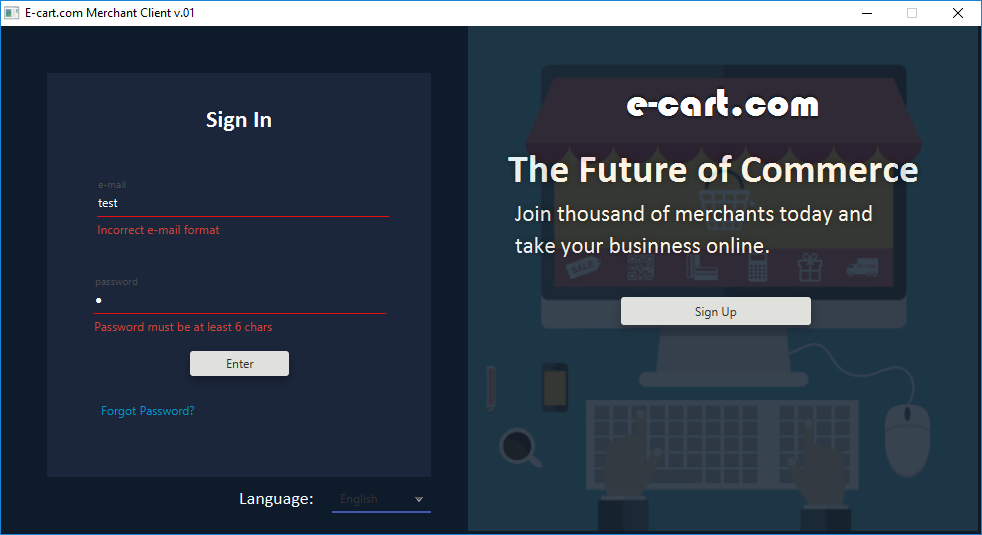 E-cart.com Merchant Client v.01
Sign In
e-mail
test
Incorrect e-mail format
password
Password must be at least 6 chars
Enter
Forgot Password?
Language:
English
e-cart.com
The Future of Commerce
Join thousand of merchants today and
take your businness online.
SALE
Sign Up